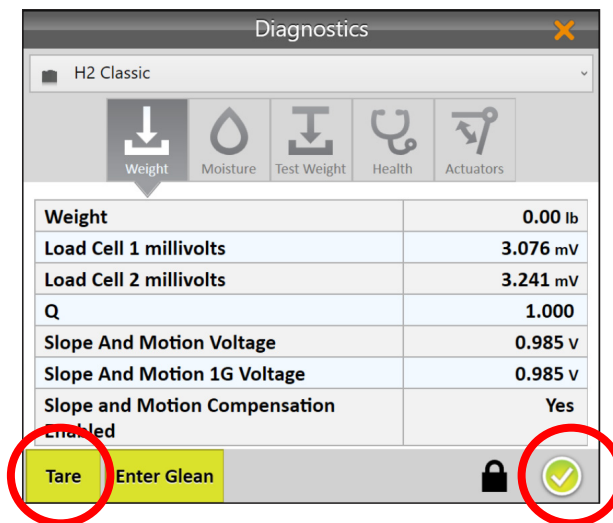 Diagnostics
H2 Classic
Weight Moisture Test Weight Health Actuators
Weight 0.00 lb
Load Cell 1 millivolts 3.076 mV
Load Cell 2 millivolts 3.241 mV
Q 1.000
Slope And Motion Voltage 0.985 V
Slope And Motion 1G Voltage 0.985 V
Slope and Motion Compensation Yes
Enabled
Tare Enter Glean